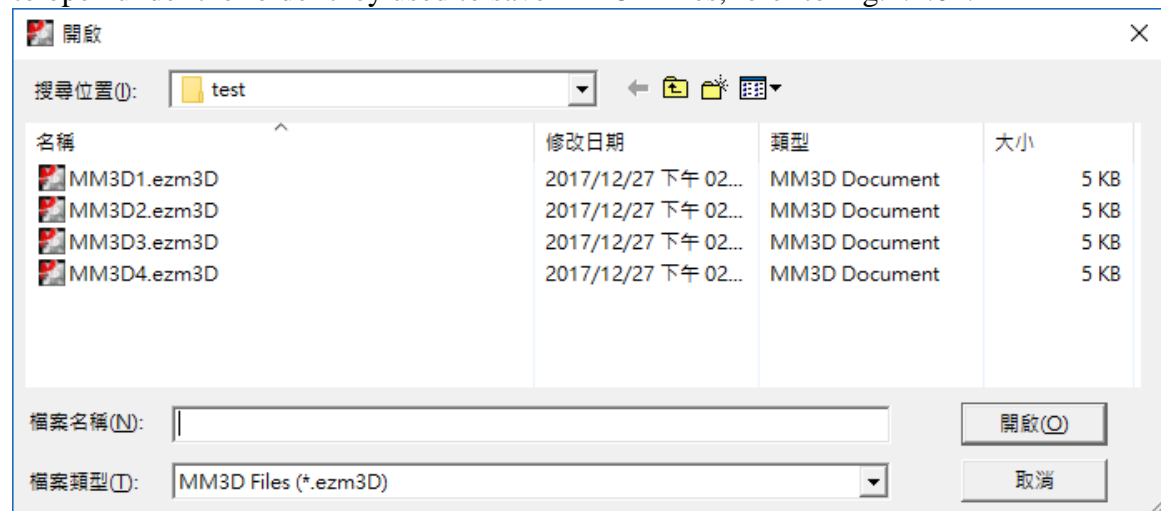 開啟
搜尋位置(I): test
名稱 修改日期 類型 大小
MM3D1.ezm3D 2017/12/27 下午 02... MM3D Document 5 KB
MM3D2.ezm3D 2017/12/27 下午 02... MM3D Document 5 KB
MM3D3.ezm3D 2017/12/27 下午 02... MM3D Document 5 KB
MM3D4.ezm3D 2017/12/27 下午 02... MM3D Document 5 KB
檔案名稱(N): 開啟(O)
檔案類型(T): MM3D Files (*.ezm3D) 取消